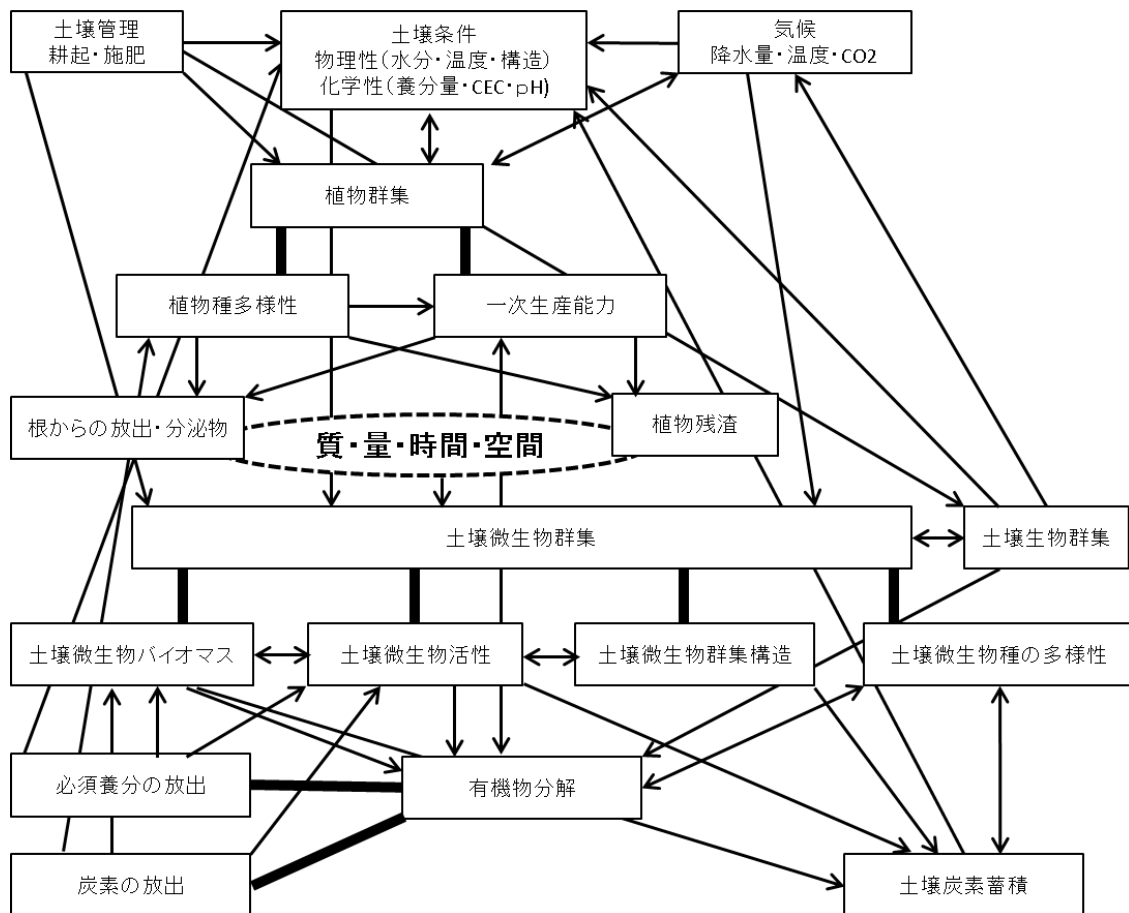 土壌管理
耕起・施肥
土壌条件
物理性(水分・温度・構造)
化学性(養分量・CEC・pH)
気候
降水量・温度・CO2
植物群集
植物種多様性
一次生産能力
根からの放出・分泌物
質・量・時間・空間
植物残渣
土壌微生物群集
土壌生物群集
土壌微生物バイオマス
土壌微生物活性
土壌微生物群集構造
土壌微生物種の多様性
必須養分の放出
有機物分解
炭素の放出
土壌炭素蓄積